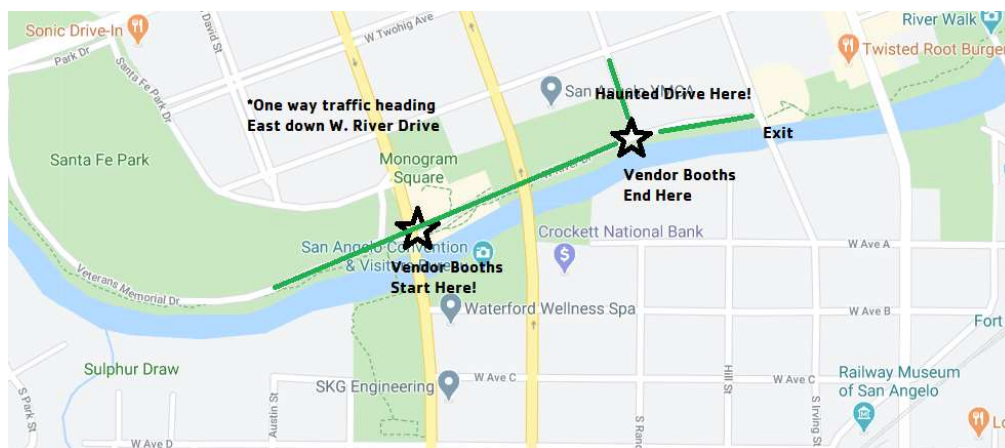 Sonic Drive-In
Park Dr
David St
W Twohig Ave
River Walk
Twisted Root Burger
Santa Fe Park Dr
*One way traffic heading
East down W. River Drive
San Angelo YMCA
Haunted Drive Here!
Exit
Santa Fe Park
Monogram
Square
Vendor Booths
End Here
San Angelo Convention
& Visitors
Vendor Booths
Start Here!
Crockett National Bank
W Ave A
Veterans Memorial Dr
Waterford Wellness Spa
W Ave B
Fort
Sulphur Draw
SKG Engineering
W Ave C
W Ave C
Railway Museum
of San Angelo
S Park St
Austin St
Hill St
S Irving St
W Ave D